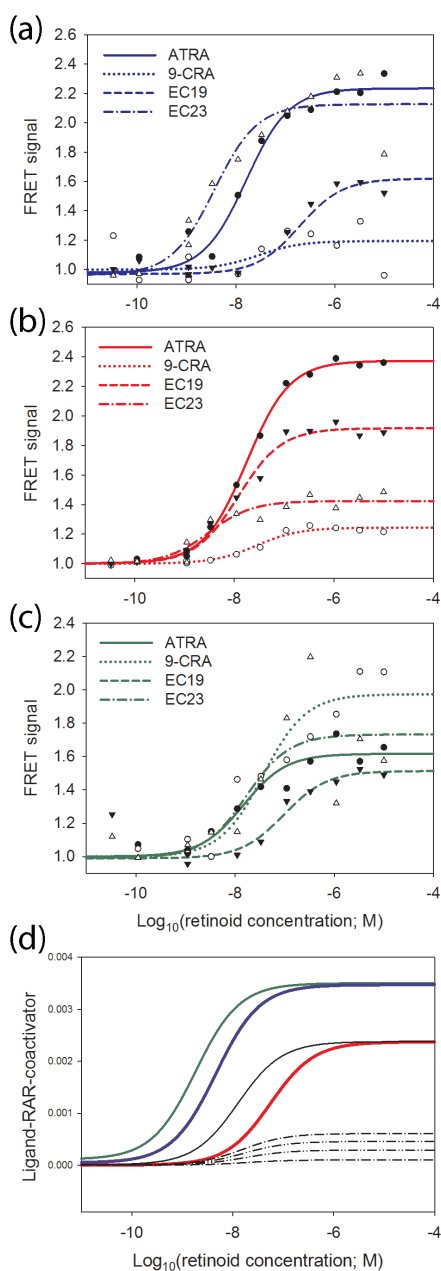 (a)
2.6
2.4
2.2
2.0
1.8
1.6
1.4
1.2
1.0
FRET signal
ATRA
9-CRA
EC19
EC23
-10 -8 -6 -4
(b)
2.6
2.4
2.2
2.0
1.8
1.6
1.4
1.2
1.0
FRET signal
ATRA
9-CRA
EC19
EC23
-10 -8 -6 -4
(c)
2.4
2.2
2.0
1.8
1.6
1.4
1.2
1.0
FRET signal
ATRA
9-CRA
EC19
EC23
-10 -8 -6 -4
Log10(retinoid concentration; M)
(d)
0.004
0.003
0.002
0.001
0.000
Ligand-RAR-coactivator
-10 -8 -6 -4
Log10(retinoid concentration; M)